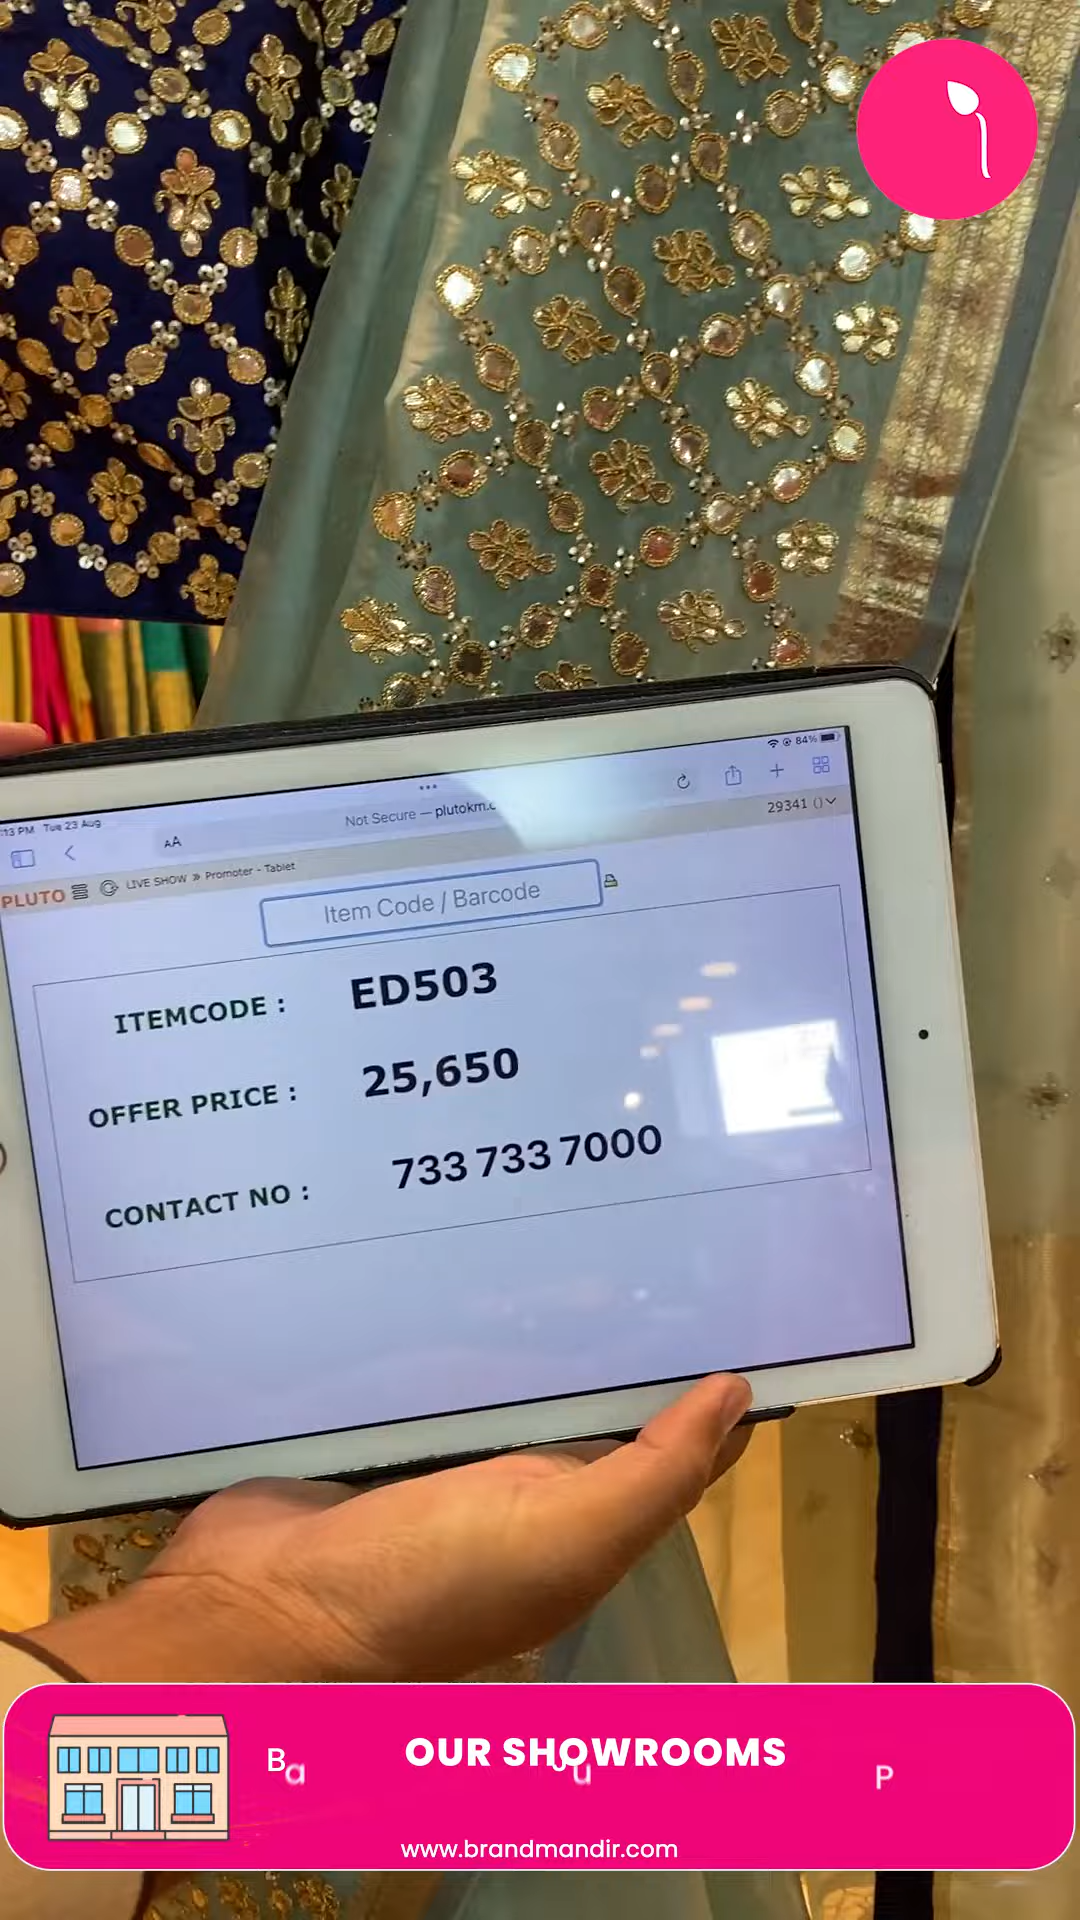 :13 PM Tue 23 Aug
84%
AA
Not Secure — plutokm.c
29341 ()
PLUTO
LIVE SHOW » Promoter - Tablet
Item Code / Barcode
ITEMCODE : ED503
OFFER PRICE : 25,650
CONTACT NO : 733 733 7000
OUR SHOWROOMS
www.brandmandir.com